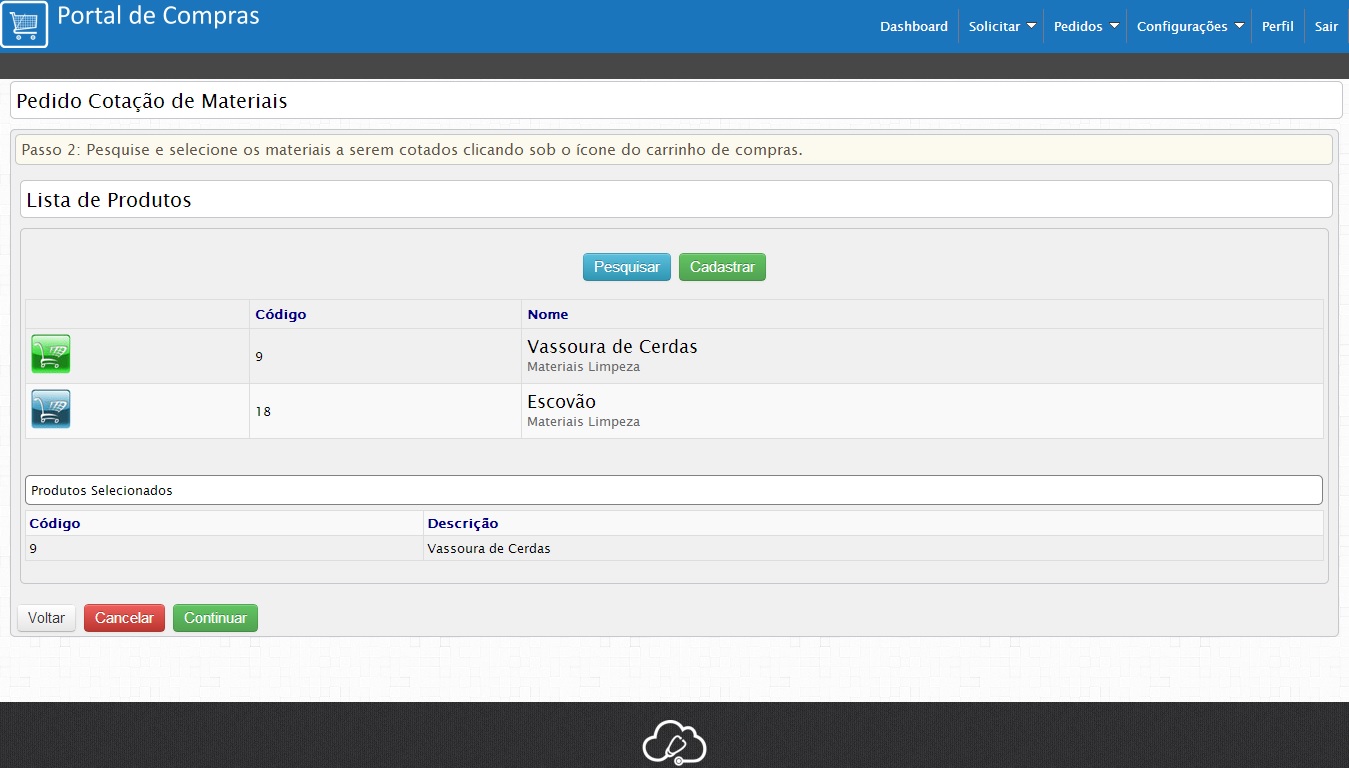 Portal de Compras
Dashboard Solicitar Pedidos Configurações Perfil Sair
Pedido Cotação de Materiais
Passo 2: Pesquise e selecione os materiais a serem cotados clicando sob o ícone do carrinho de compras.
Lista de Produtos
Pesquisar Cadastrar
Código Nome
9 Vassoura de Cerdas
Materiais Limpeza
18 Escovão
Materiais Limpeza
Produtos Selecionados
Código Descrição
9 Vassoura de Cerdas
Voltar Cancelar Continuar